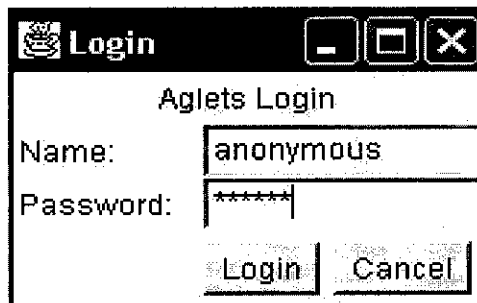 Login
Aglets Login
Name: anonymous
Password: ******
Login Cancel